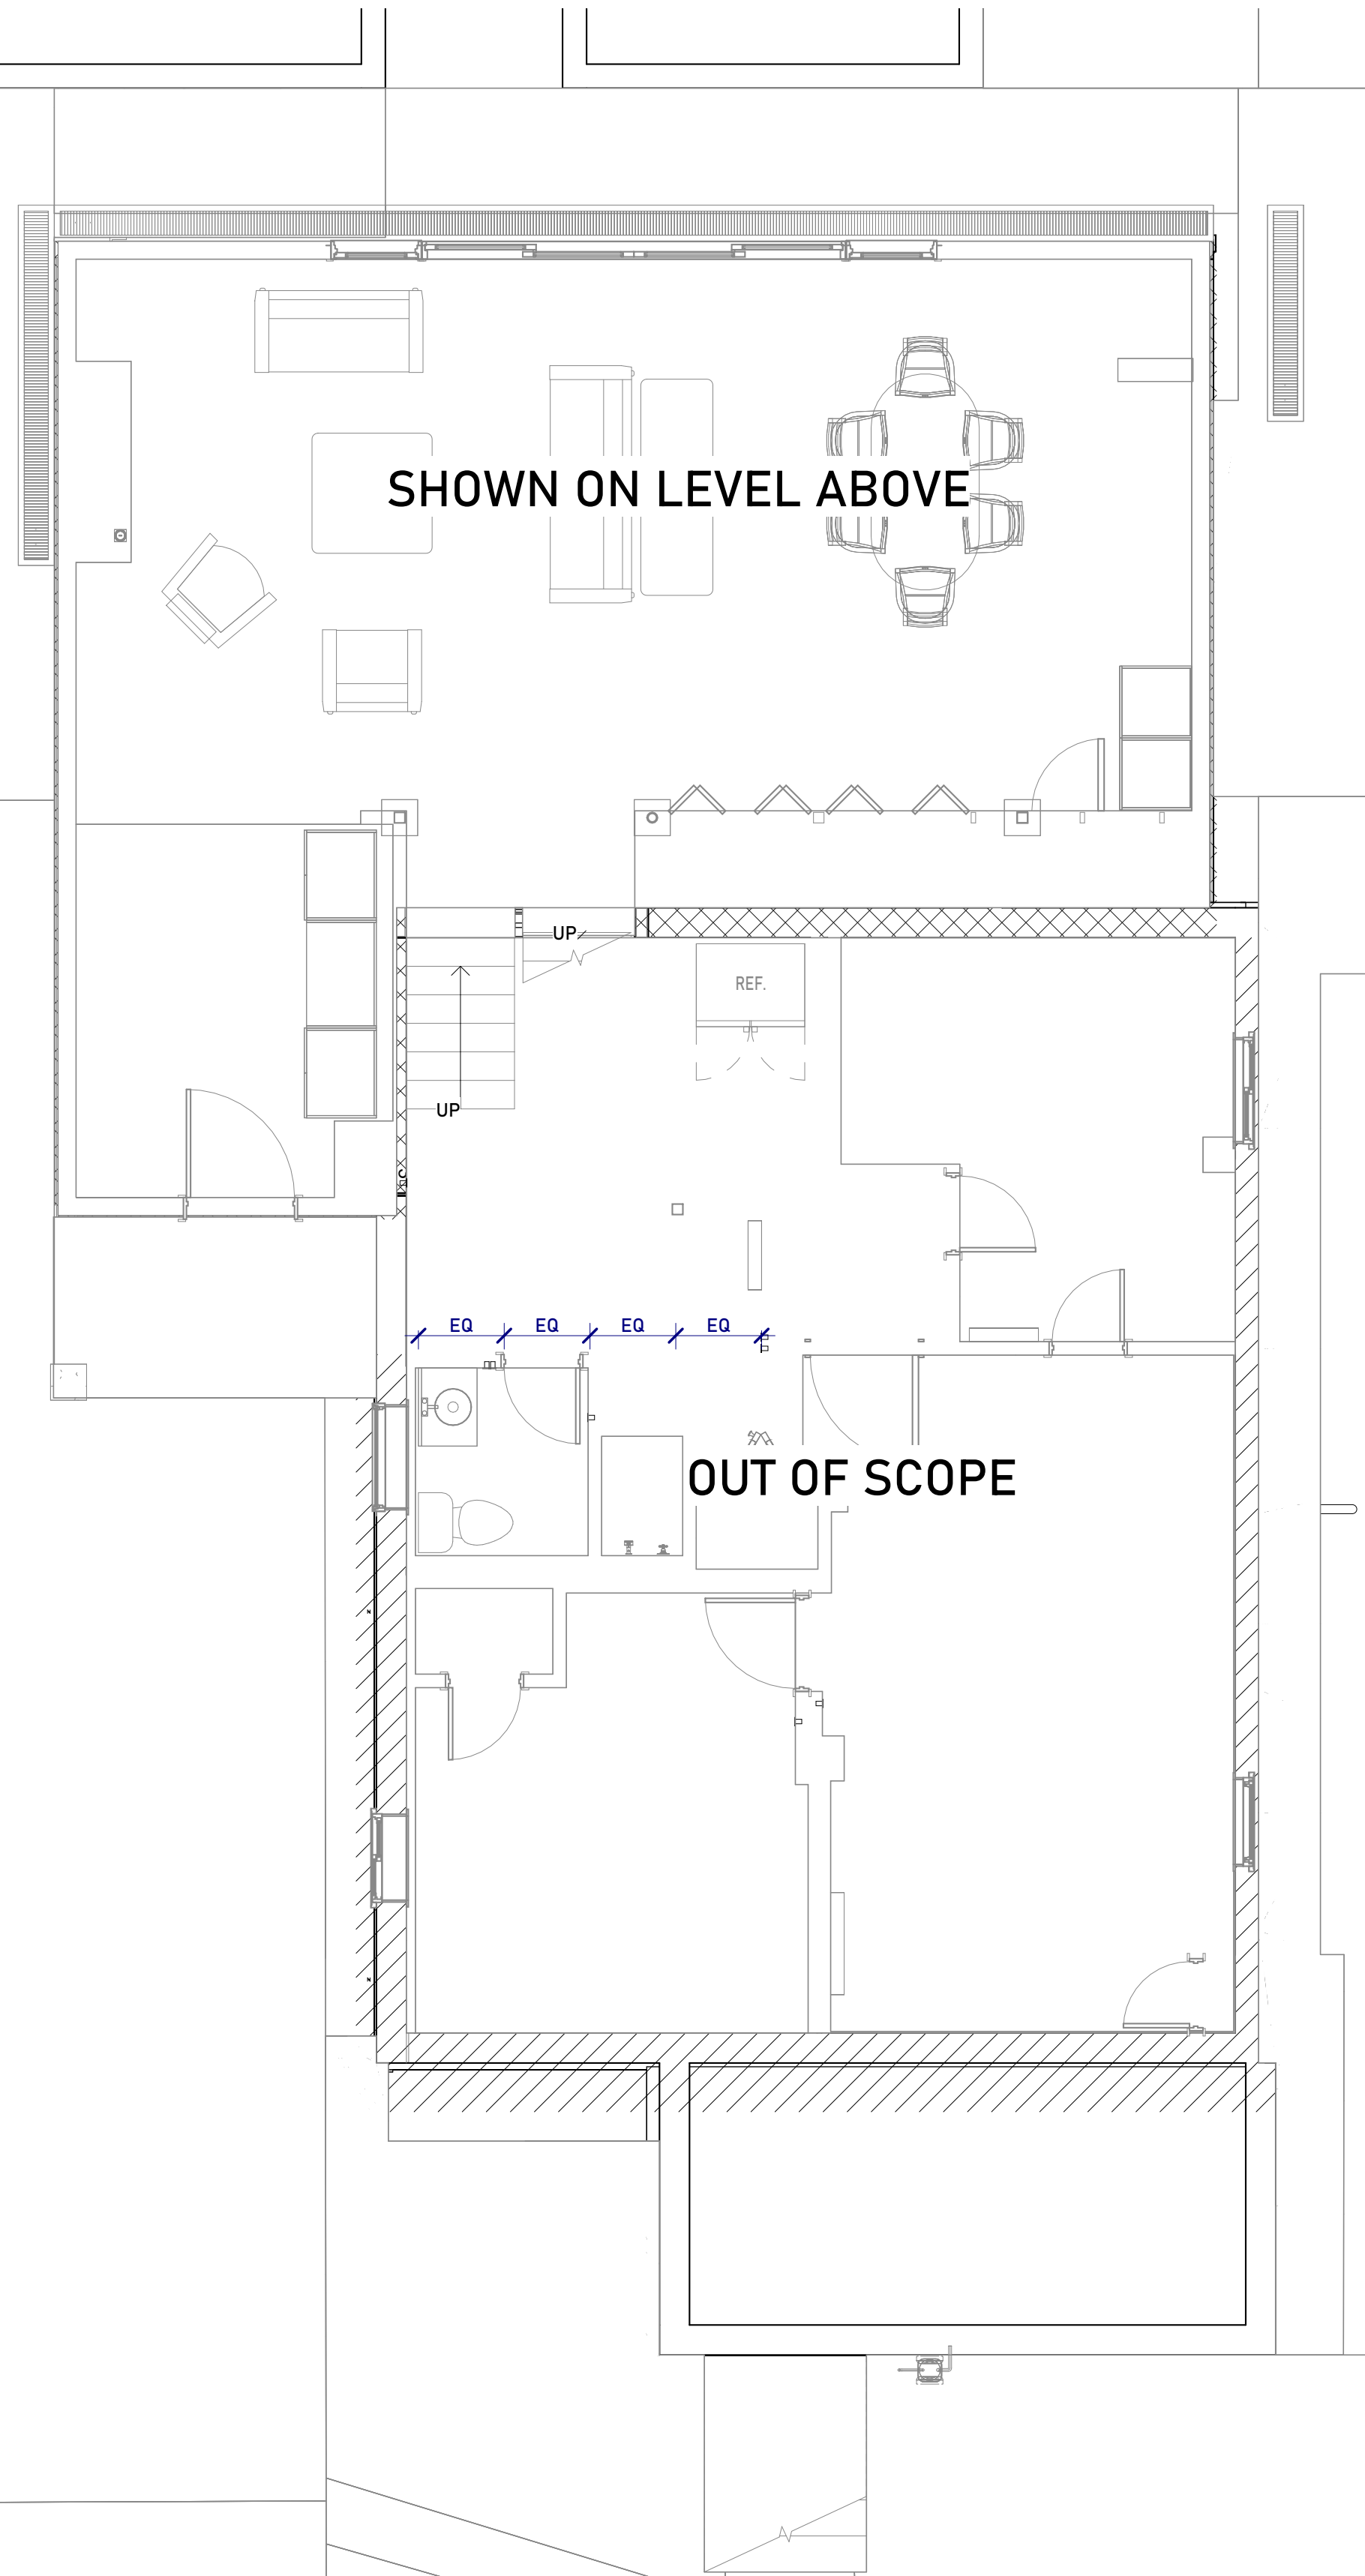 SHOWN ON LEVEL ABOVE
UP
REF.
UP
EQ EQ EQ EQ
OUT OF SCOPE